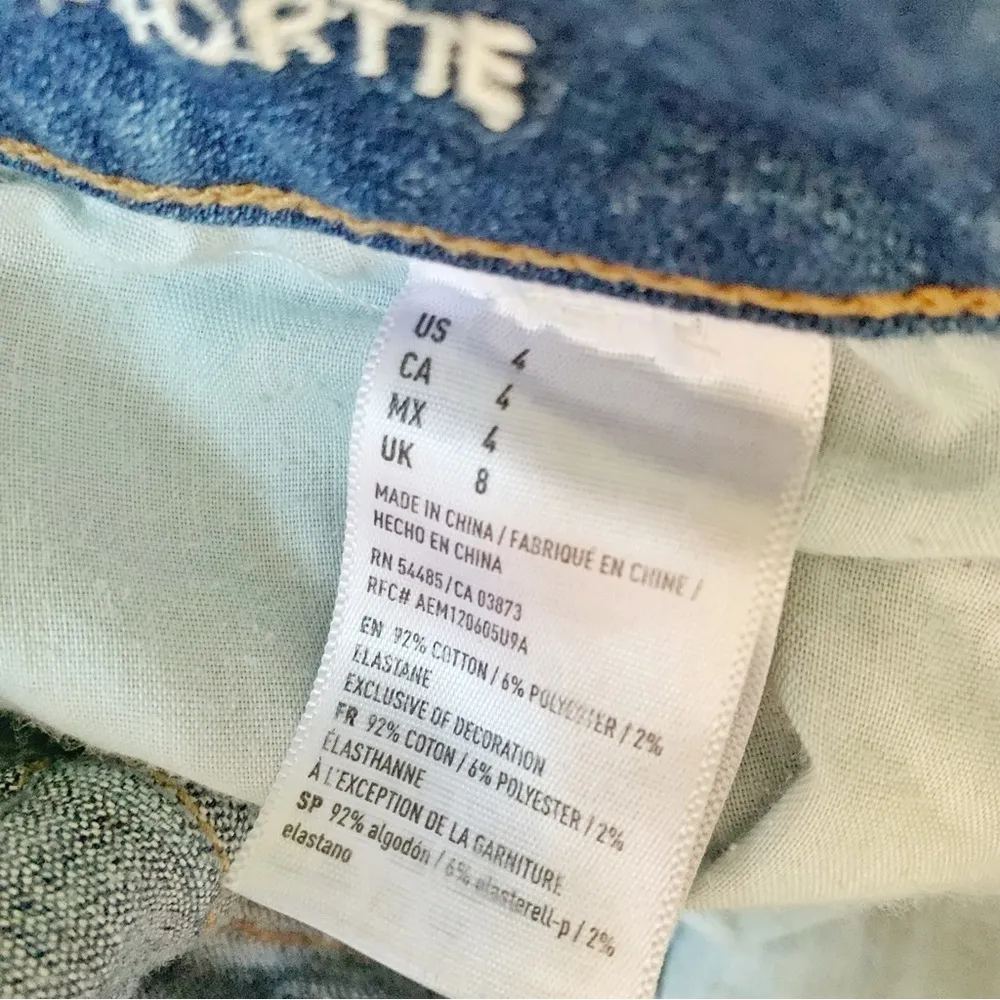 RTIE
US 4
CA 4
MX 4
UK 8
MADE IN CHINA / FABRIQUÉ EN CHINE /
HECHO EN CHINA
RN 54485/CA 03873
RFC# AEM120605U9A
EN 92% COTTON / 6% POLYESTER / 2%
ELASTANE
EXCLUSIVE OF DECORATION
FR 92% COTON / 6% POLYESTER / 2%
ÉLASTHANNE
À L'EXCEPTION DE LA GARNITURE
SP 92% algodón / 6% elasterell-p / 2%
elastano